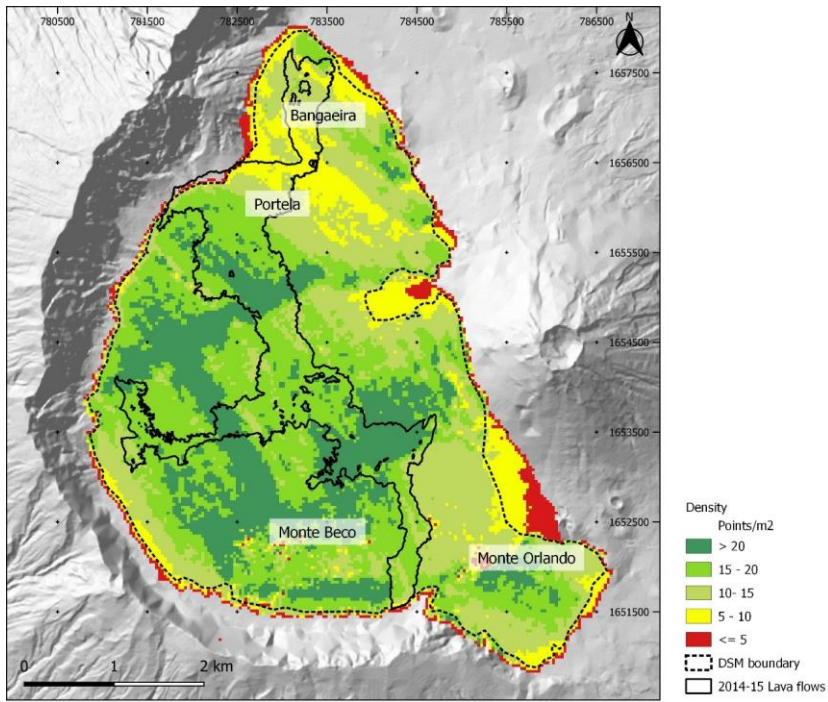 780500 781500 782500 783500 784500 785500 786500
N
1657500
Bangaeira
1656500
Portela
1655500
1654500
1653500
Monte Beco
1652500
Monte Orlando
1651500
0 1 2 km
Density
Points/m2
> 20
15 - 20
10- 15
5 - 10
<= 5
DSM boundary
2014-15 Lava flows